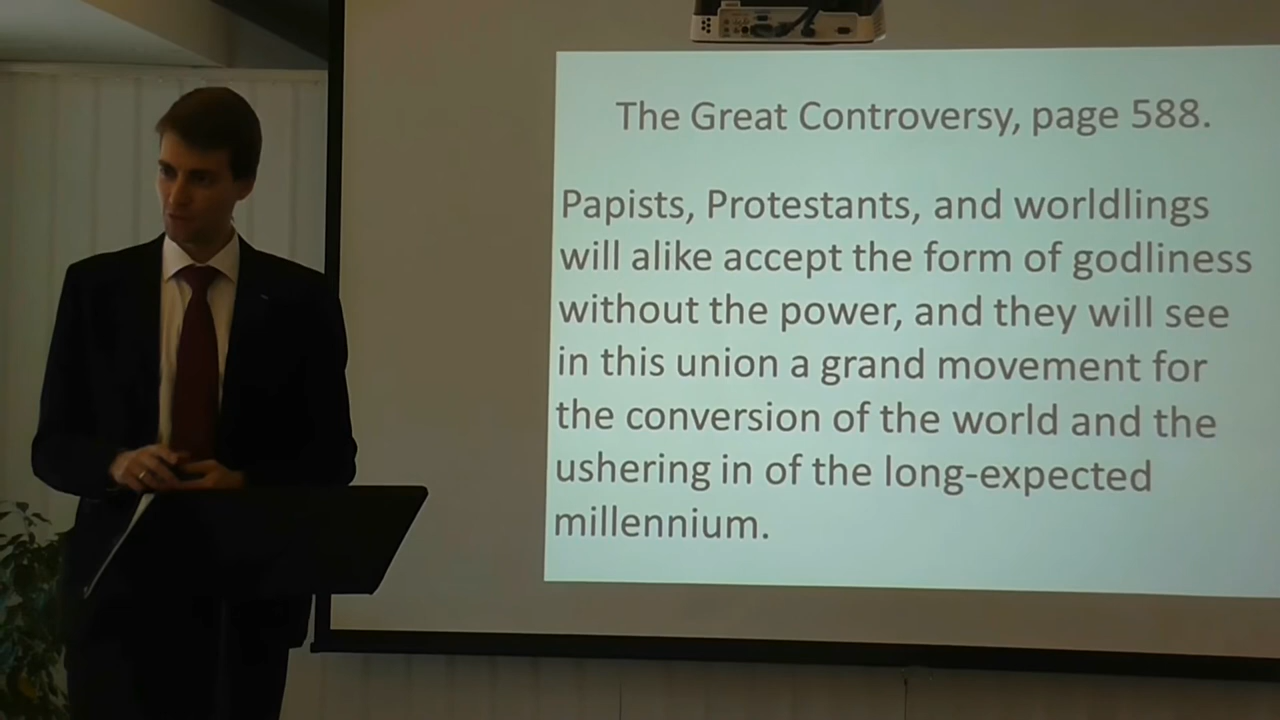 The Great Controversy, page 588.
Papists, Protestants, and worldlings
will alike accept the form of godliness
without the power, and they will see
in this union a grand movement for
the conversion of the world and the
ushering in of the long-expected
millennium.